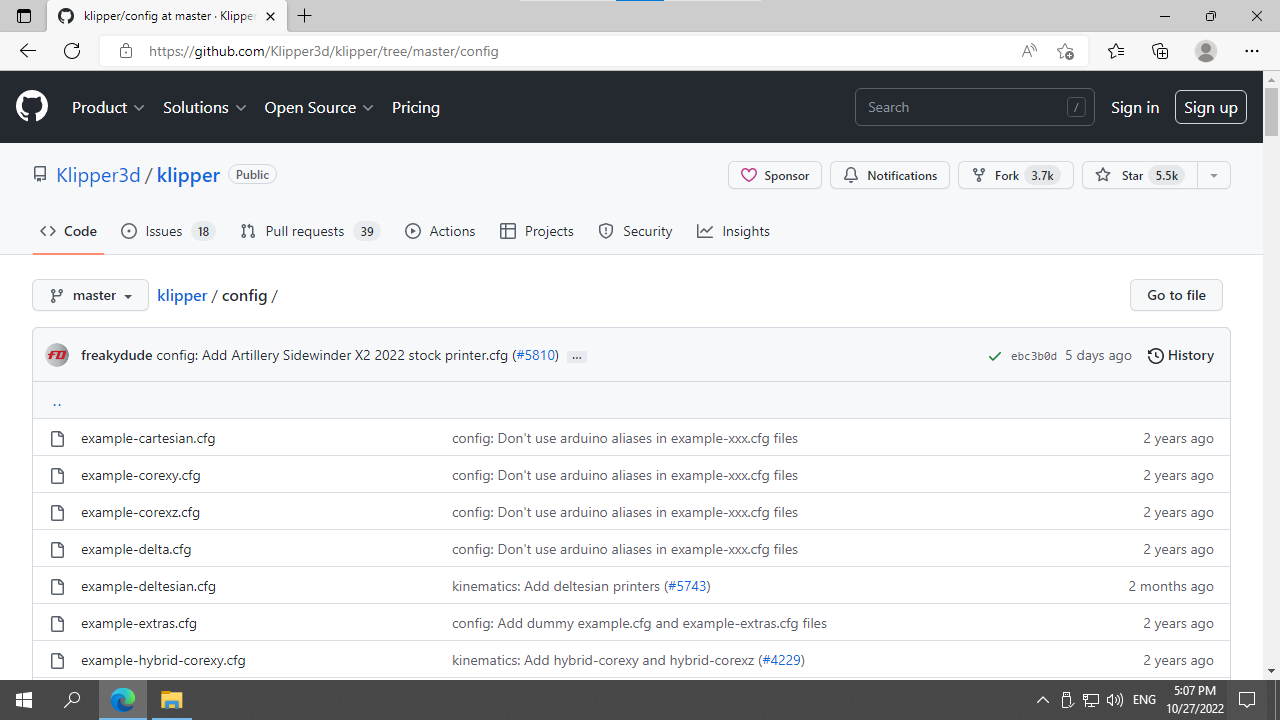 klipper/config at master · Klipper
https://github.com/Klipper3d/klipper/tree/master/config
Product Solutions Open Source Pricing Search / Sign in Sign up
Klipper3d / klipper Public Sponsor Notifications Fork 3.7k Star 5.5k
Code Issues 18 Pull requests 39 Actions Projects Security Insights
master klipper / config / Go to file
FD freakydude config: Add Artillery Sidewinder X2 2022 stock printer.cfg (#5810) ... ebc3b0d 5 days ago History
..
example-cartesian.cfg config: Don't use arduino aliases in example-xxx.cfg files 2 years ago
example-corexy.cfg config: Don't use arduino aliases in example-xxx.cfg files 2 years ago
example-corexz.cfg config: Don't use arduino aliases in example-xxx.cfg files 2 years ago
example-delta.cfg config: Don't use arduino aliases in example-xxx.cfg files 2 years ago
example-deltesian.cfg kinematics: Add deltesian printers (#5743) 2 months ago
example-extras.cfg config: Add dummy example.cfg and example-extras.cfg files 2 years ago
example-hybrid-corexy.cfg kinematics: Add hybrid-corexy and hybrid-corexz (#4229) 2 years ago
ENG 5:07 PM
10/27/2022